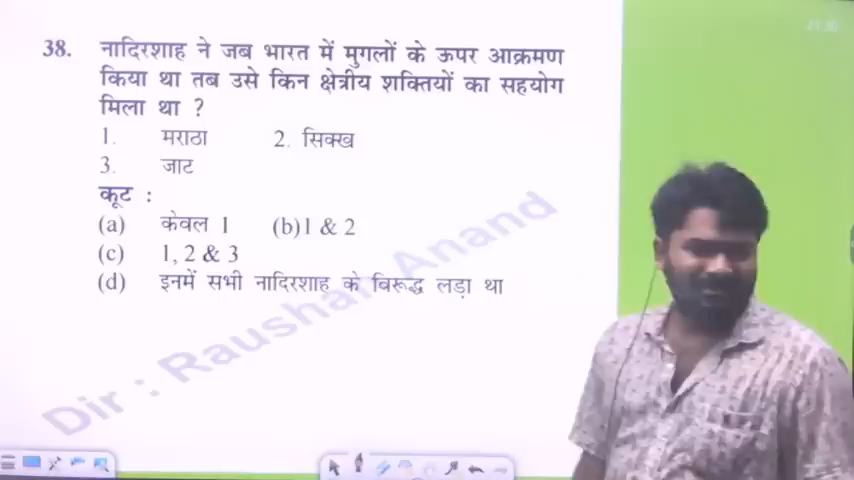 38. नादिरशाह ने जब भारत में मुगलों के ऊपर आक्रमण
किया था तब उसे किन क्षेत्रीय शक्तियों का सहयोग
मिला था ?
1. मराठा 2. सिक्ख
3. जाट
कूट :
(a) केवल 1 (b)1 & 2
(c) 1, 2 & 3
(d) इनमें सभी नादिरशाह के विरूद्ध लड़ा था
Dir : Raushan Anand